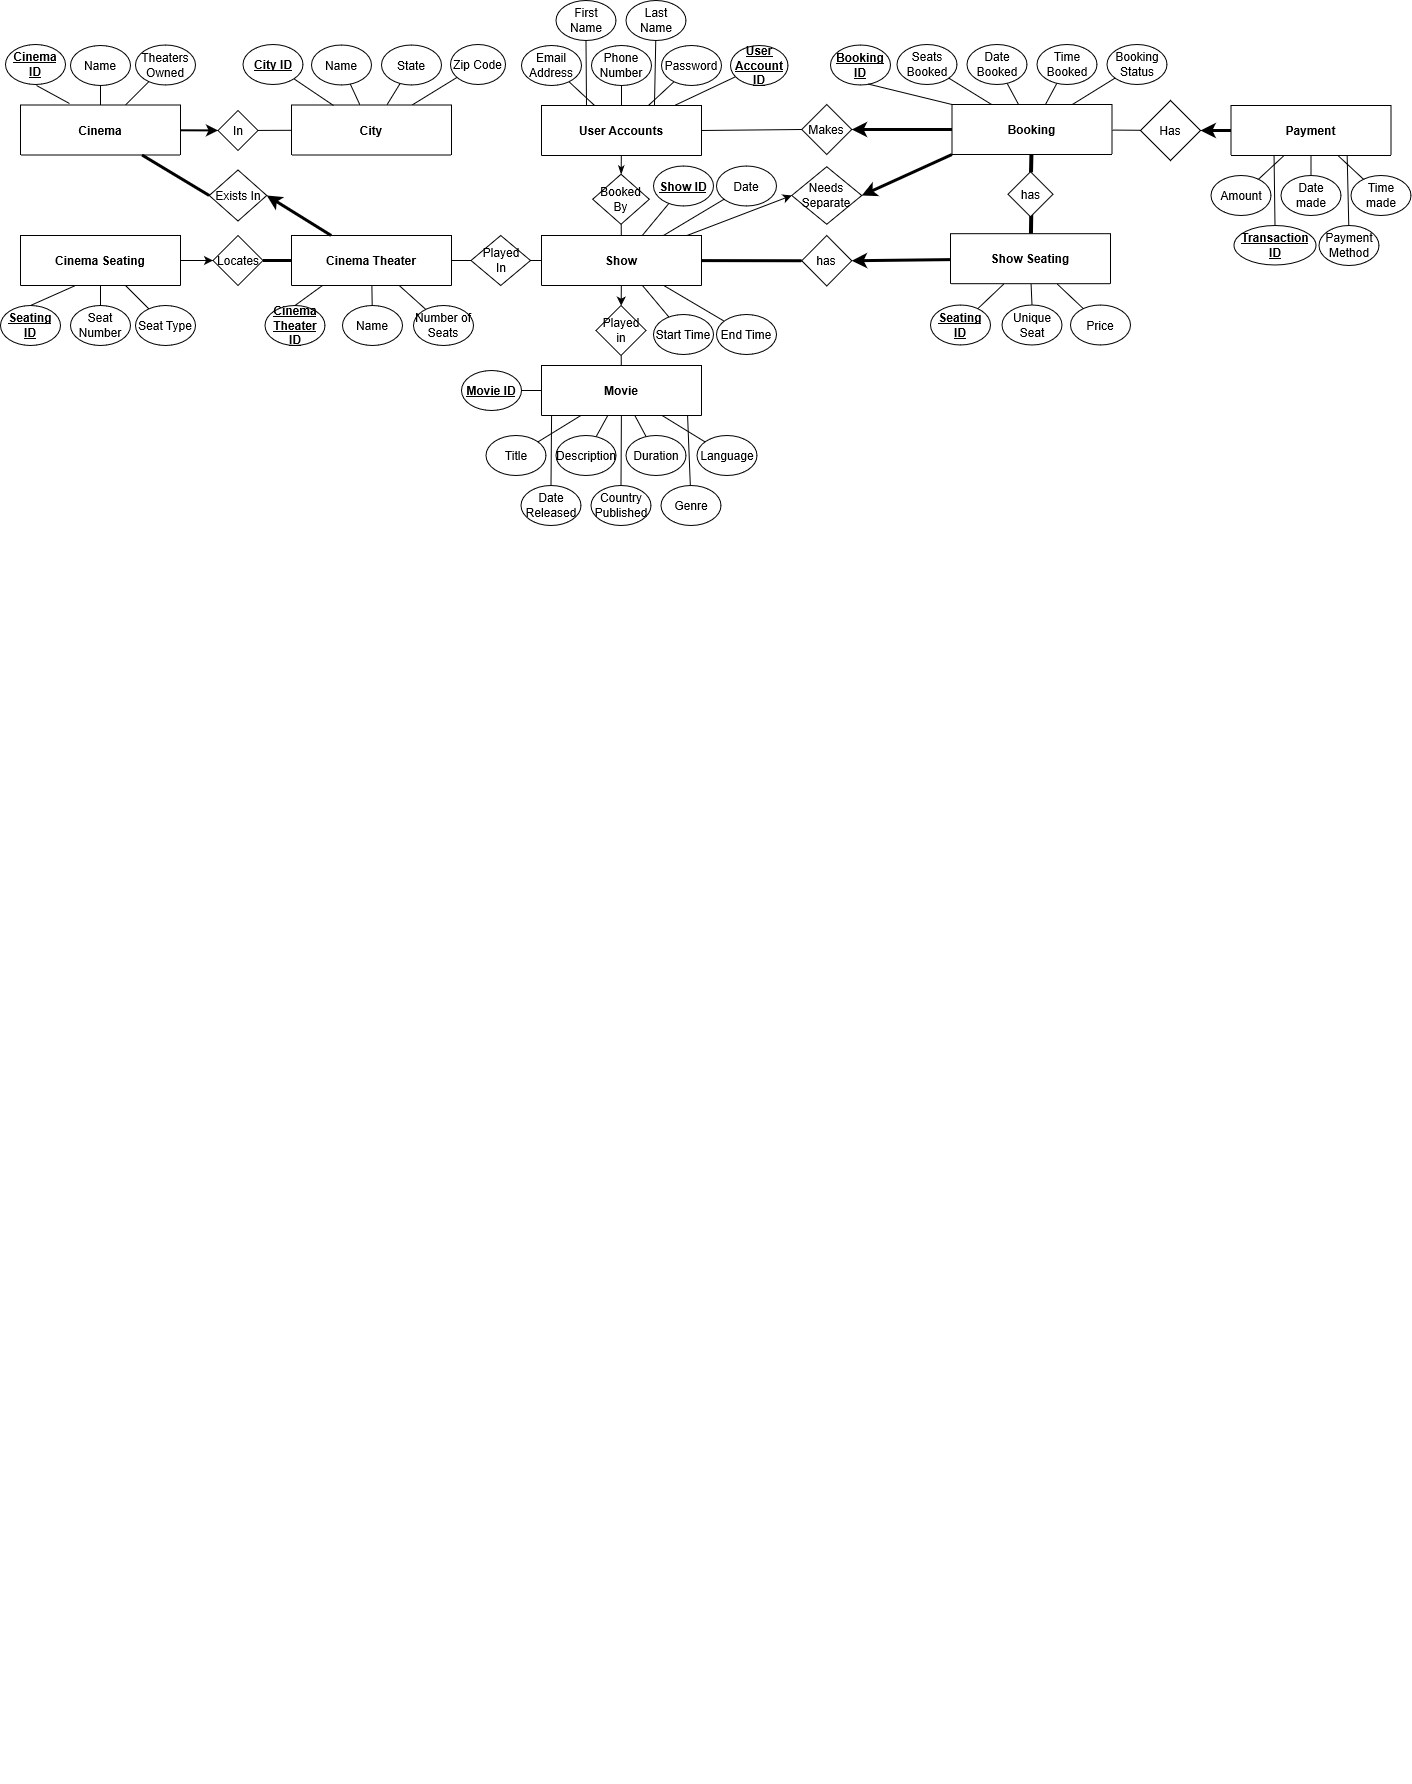 First
Name
Last
Name
Cinema
ID
Name
Theaters
Owned
City ID
Name
State
Zip Code
Email
Address
Phone
Number
Password
User
Account
ID
Booking
ID
Seats
Booked
Date
Booked
Time
Booked
Booking
Status
Cinema
In
City
User Accounts
Makes
Booking
Has
Payment
Exists In
Booked
By
Show ID
Date
Needs
Separate
has
Amount
Date
made
Time
made
Transaction
ID
Payment
Method
Cinema Seating
Locates
Cinema Theater
Played
In
Show
has
Show Seating
Seating
ID
Seat
Number
Seat Type
Cinema
Theater
ID
Name
Number of
Seats
Played
in
Start Time
End Time
Seating
ID
Unique
Seat
Price
Movie ID
Movie
Title
Description
Duration
Language
Date
Released
Country
Published
Genre